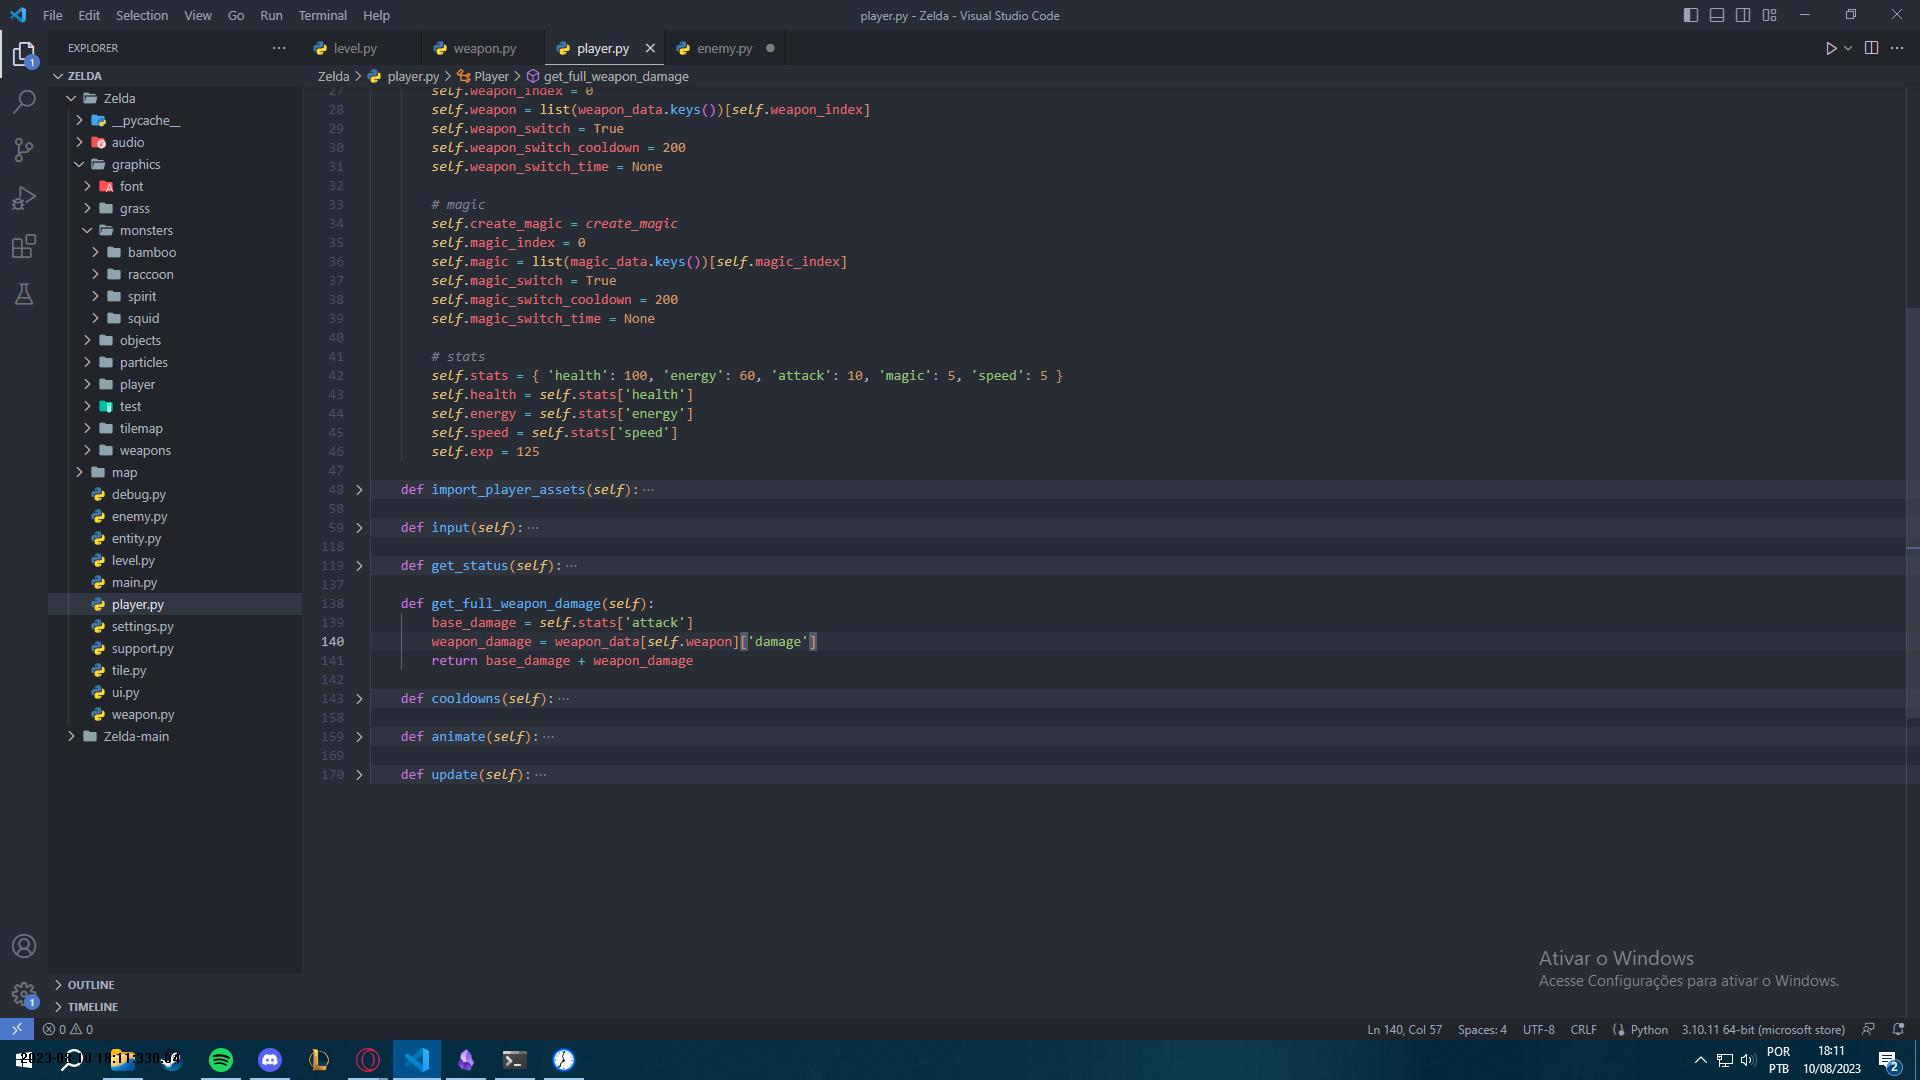 File Edit Selection View Go Run Terminal Help
player.py - Zelda - Visual Studio Code
EXPLORER
level.py
weapon.py
player.py
enemy.py
ZELDA
Zelda > player.py > Player > get_full_weapon_damage
Zelda
__pycache__
audio
graphics
font
grass
monsters
bamboo
raccoon
spirit
squid
objects
particles
player
test
tilemap
weapons
map
debug.py
enemy.py
entity.py
level.py
main.py
player.py
settings.py
support.py
tile.py
ui.py
weapon.py
Zelda-main
OUTLINE
TIMELINE
27 self.weapon_index = 0
28 self.weapon = list(weapon_data.keys())[self.weapon_index]
29 self.weapon_switch = True
30 self.weapon_switch_cooldown = 200
31 self.weapon_switch_time = None
32
33 # magic
34 self.create_magic = create_magic
35 self.magic_index = 0
36 self.magic = list(magic_data.keys())[self.magic_index]
37 self.magic_switch = True
38 self.magic_switch_cooldown = 200
39 self.magic_switch_time = None
40
41 # stats
42 self.stats = { 'health': 100, 'energy': 60, 'attack': 10, 'magic': 5, 'speed': 5 }
43 self.health = self.stats['health']
44 self.energy = self.stats['energy']
45 self.speed = self.stats['speed']
46 self.exp = 125
47
48 def import_player_assets(self): ···
58
59 def input(self): ···
118
119 def get_status(self): ···
137
138 def get_full_weapon_damage(self):
139 base_damage = self.stats['attack']
140 weapon_damage = weapon_data[self.weapon]['damage']
141 return base_damage + weapon_damage
142
143 def cooldowns(self): ···
158
159 def animate(self): ···
169
170 def update(self): ···
Ativar o Windows
Acesse Configurações para ativar o Windows.
0 0
Ln 140, Col 57 Spaces: 4 UTF-8 CRLF Python 3.10.11 64-bit (microsoft store)
POR
PTB
18:11
10/08/2023
2